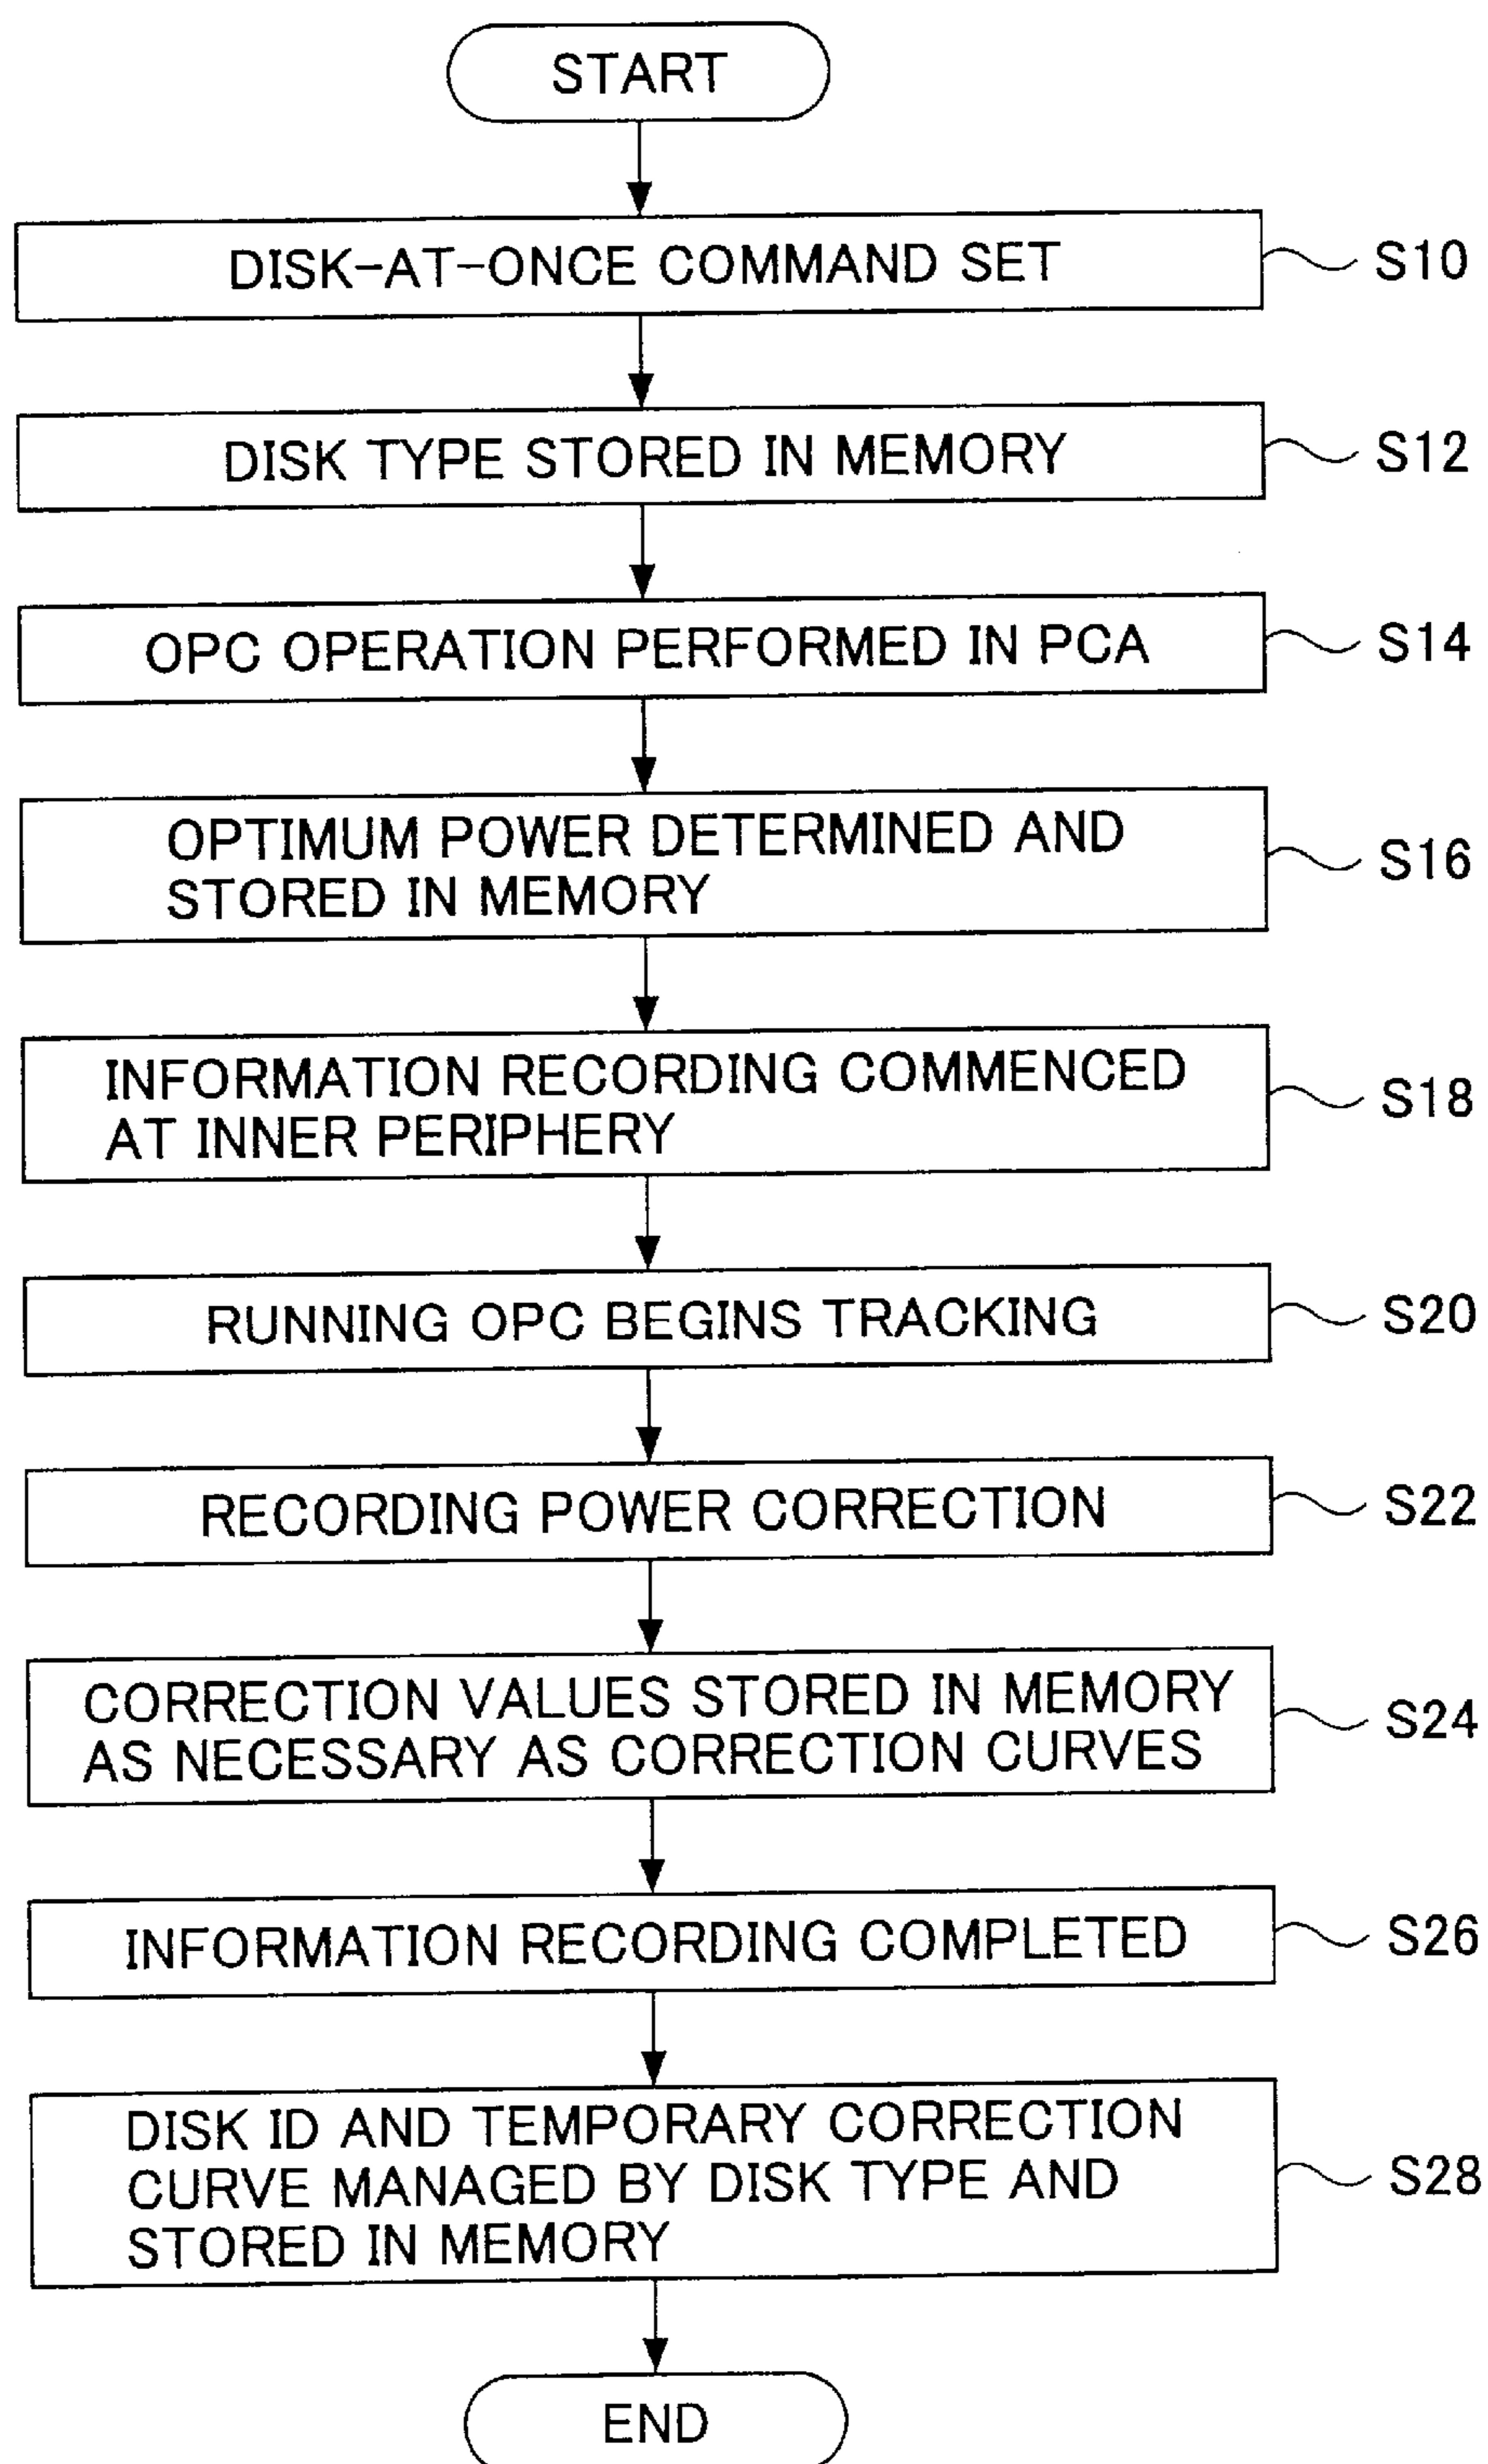 START
DISK-AT-ONCE COMMAND SET
S10
DISK TYPE STORED IN MEMORY
S12
OPC OPERATION PERFORMED IN PCA
S14
OPTIMUM POWER DETERMINED AND
STORED IN MEMORY
S16
INFORMATION RECORDING COMMENCED
AT INNER PERIPHERY
S18
RUNNING OPC BEGINS TRACKING
S20
RECORDING POWER CORRECTION
S22
CORRECTION VALUES STORED IN MEMORY
AS NECESSARY AS CORRECTION CURVES
S24
INFORMATION RECORDING COMPLETED
S26
DISK ID AND TEMPORARY CORRECTION
CURVE MANAGED BY DISK TYPE AND
STORED IN MEMORY
S28
END